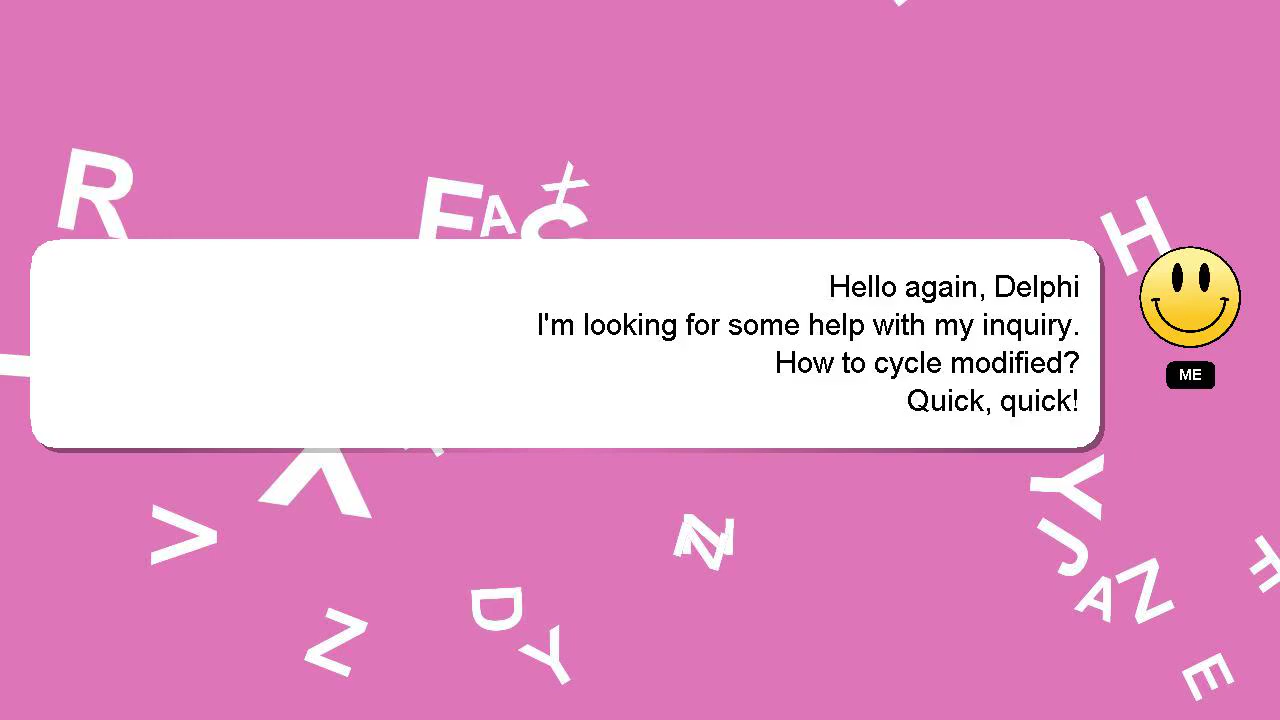 Hello again, Delphi
I'm looking for some help with my inquiry.
How to cycle modified?
Quick, quick!
ME
R
F
A
H
X
Y
V
N
J
A
Z
F
N
D
Y
E